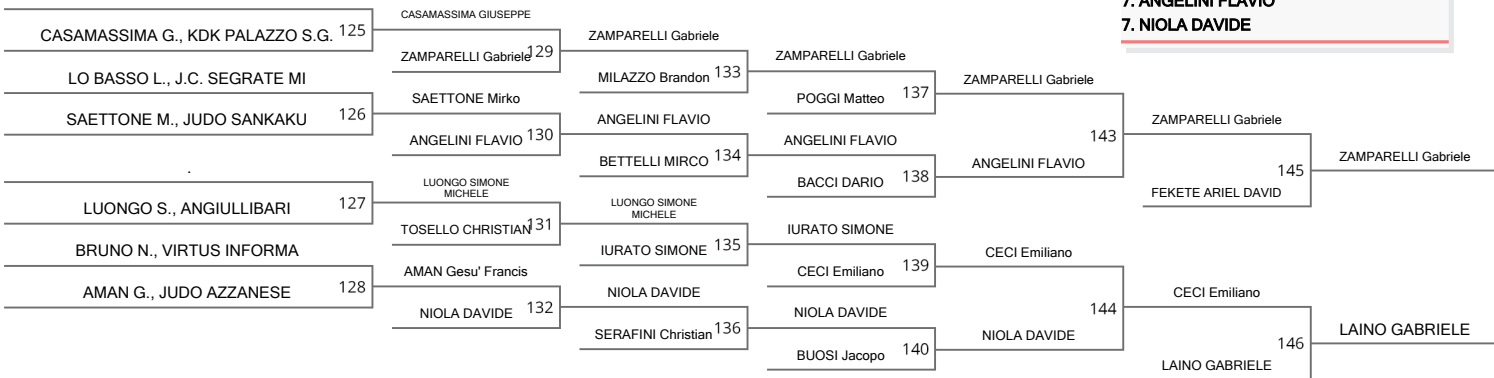 7. ANGELINI FLAVIO
7. NIOLA DAVIDE
CASAMASSIMA G., KDK PALAZZO S.G. 125
LO BASSO L., J.C. SEGRATE MI
SAETTONE M., JUDO SANKAKU 126
.
LUONGO S., ANGIULLIBARI 127
BRUNO N., VIRTUS INFORMA
AMAN G., JUDO AZZANESE 128
CASAMASSIMA GIUSEPPE
ZAMPARELLI Gabriele 129
SAETTONE Mirko
ANGELINI FLAVIO 130
LUONGO SIMONE
MICHELE
TOSELLO CHRISTIAN 131
AMAN Gesu' Francis
NIOLA DAVIDE 132
ZAMPARELLI Gabriele
MILAZZO Brandon 133
ANGELINI FLAVIO
BETTELLI MIRCO 134
LUONGO SIMONE
MICHELE
IURATO SIMONE 135
NIOLA DAVIDE
SERAFINI Christian 136
ZAMPARELLI Gabriele
POGGI Matteo 137
ANGELINI FLAVIO
BACCI DARIO 138
IURATO SIMONE
CECI Emiliano 139
NIOLA DAVIDE
BUOSI Jacopo 140
ZAMPARELLI Gabriele
143
ANGELINI FLAVIO
CECI Emiliano
144
NIOLA DAVIDE
ZAMPARELLI Gabriele
145
FEKETE ARIEL DAVID
CECI Emiliano
146
LAINO GABRIELE
ZAMPARELLI Gabriele
LAINO GABRIELE